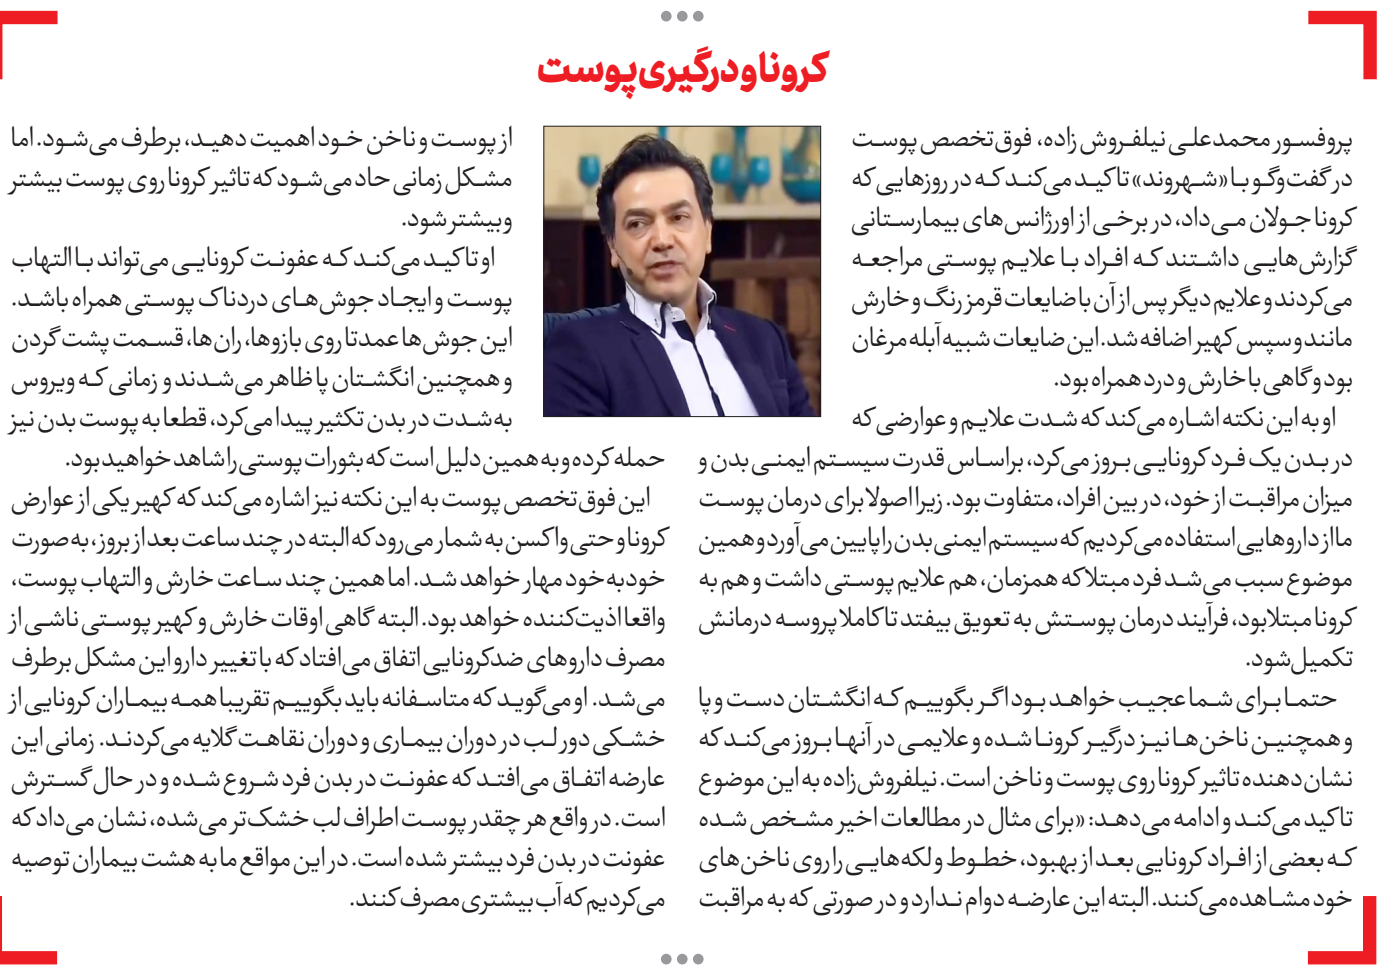 کرونا و درگیری پوست
پروفسور محمدعلی نیلفروش زاده، فوق تخصص پوست
در گفت‌وگو با «شهروند» تاکید می‌کند که در روزهایی که
کرونا جولان می‌داد، در برخی از اورژانس‌های بیمارستانی
گزارش‌هایی داشتند که افراد با علایم پوستی مراجعه
می‌کردند و علایم دیگر پس از آن با ضایعات قرمز رنگ و خارش
مانند و سپس کهیر اضافه شد. این ضایعات شبیه آبله مرغان
بود و گاهی با خارش و درد همراه بود.
او به این نکته اشاره می‌کند که شدت علایم و عوارضی که
در بدن یک فرد کرونایی بروز می‌کرد، براساس قدرت سیستم ایمنی بدن و
میزان مراقبت از خود، در بین افراد، متفاوت بود. زیرا اصولا برای درمان پوست
ما از داروهایی استفاده می‌کردیم که سیستم ایمنی بدن را پایین می‌آورد و همین
موضوع سبب می‌شد فرد مبتلا که همزمان، هم علایم پوستی داشت و هم به
کرونا مبتلا بود، فرآیند درمان پوستش به تعویق بیفتد تا کاملا پروسه درمانش
تکمیل شود.
حتما برای شما عجیب خواهد بود اگر بگوییم که انگشتان دست و پا
و همچنین ناخن‌ها نیز درگیر کرونا شده و علایمی در آنها بروز می‌کند که
نشان دهنده تاثیر کرونا روی پوست و ناخن است. نیلفروش زاده به این موضوع
تاکید می‌کند و ادامه می‌دهد: «برای مثال در مطالعات اخیر مشخص شده
که بعضی از افراد کرونایی بعد از بهبود، خطوط و لکه‌هایی را روی ناخن‌های
خود مشاهده می‌کنند. البته این عارضه دوام ندارد و در صورتی که به مراقبت
از پوست و ناخن خود اهمیت دهید، برطرف می‌شود. اما
مشکل زمانی حاد می‌شود که تاثیر کرونا روی پوست بیشتر
و بیشتر شود.
او تاکید می‌کند که عفونت کرونایی می‌تواند با التهاب
پوست و ایجاد جوش‌های دردناک پوستی همراه باشد.
این جوش‌ها عمدتا روی بازوها، ران‌ها، قسمت پشت گردن
و همچنین انگشتان پا ظاهر می‌شدند و زمانی که ویروس
به‌شدت در بدن تکثیر پیدا می‌کرد، قطعا به پوست بدن نیز
حمله کرده و به همین دلیل است که بثورات پوستی را شاهد خواهید بود.
این فوق تخصص پوست به این نکته نیز اشاره می‌کند که کهیر یکی از عوارض
کرونا و حتی واکسن به شمار می‌رود که البته در چند ساعت بعد از بروز، به صورت
خودبه خود مهار خواهد شد. اما همین چند ساعت خارش و التهاب پوست،
واقعا اذیت‌کننده خواهد بود. البته گاهی اوقات خارش و کهیر پوستی ناشی از
مصرف داروهای ضدکرونایی اتفاق می‌افتاد که با تغییر دارو این مشکل برطرف
می‌شد. او می‌گوید که متاسفانه باید بگوییم تقریبا همه بیماران کرونایی از
خشکی دور لب در دوران بیماری و دوران نقاهت گلایه می‌کردند. زمانی این
عارضه اتفاق می‌افتد که عفونت در بدن فرد شروع شده و در حال گسترش
است. در واقع هر چقدر پوست اطراف لب خشک‌تر می‌شده، نشان می‌داد که
عفونت در بدن فرد بیشتر شده است. در این مواقع ما به هشت بیماران توصیه
می‌کردیم که آب بیشتری مصرف کنند.